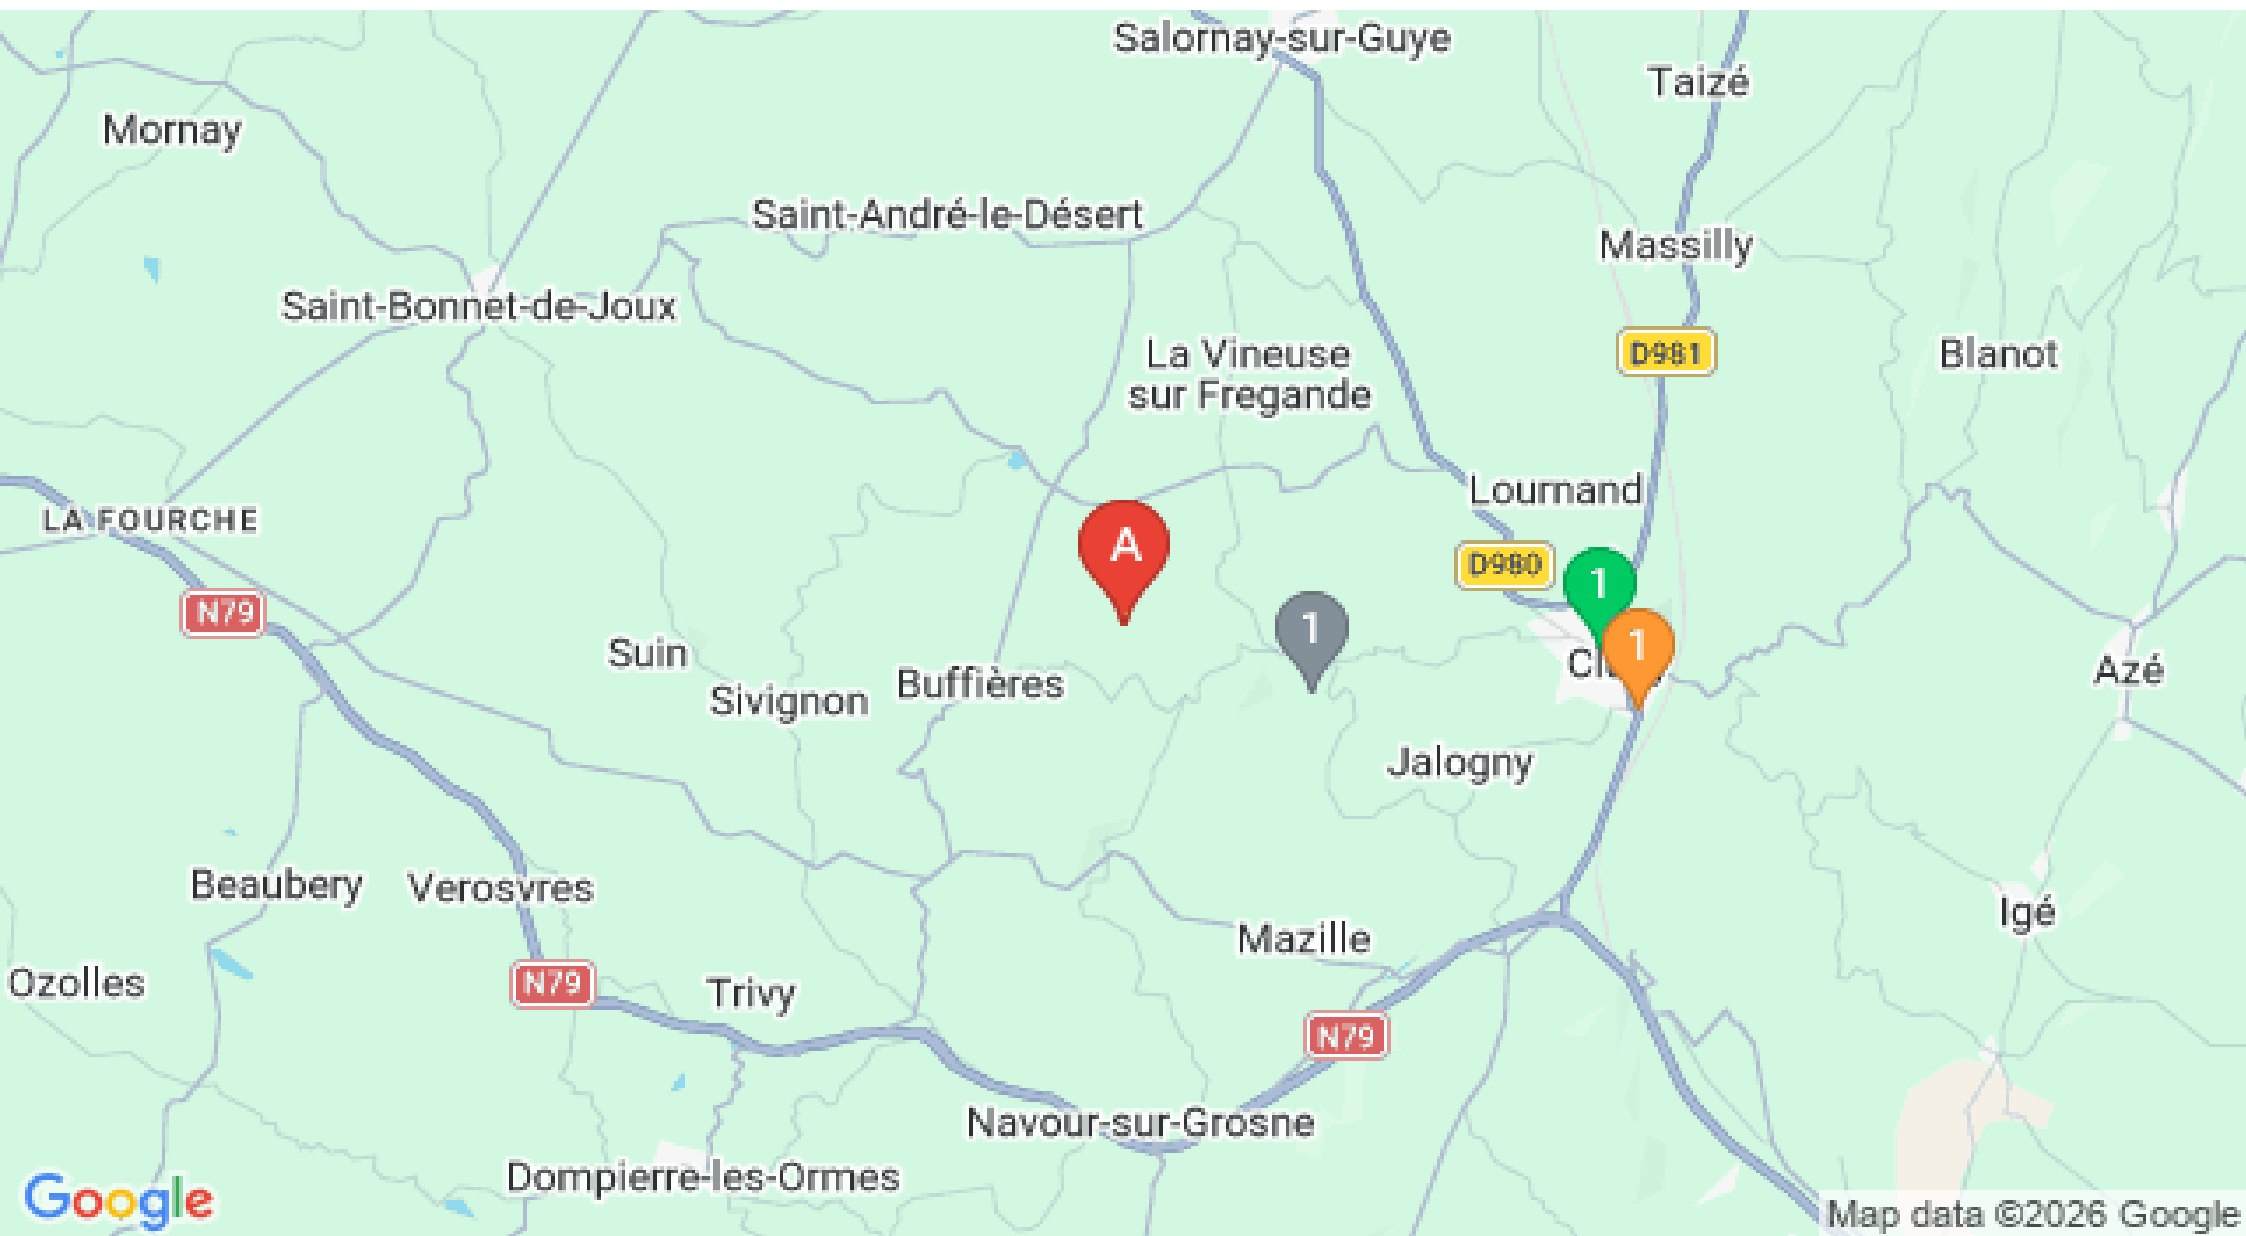 Salornay-sur-Guye
Taizé
Mornay
Saint-André-le-Désert
Massilly
Saint-Bonnet-de-Joux
La Vineuse
sur Fregande
D981
Blanot
Lournand
LA FOURCHE
A
D980
1
N79
1
1
Suin
Sivignon
Buffières
Azé
Jalogny
Beaubery
Verosvres
Igé
Mazille
Ozolles
N79
Trivy
N79
Navour-sur-Grosne
Dompierre-les-Ormes
Google
Map data ©2026 Google